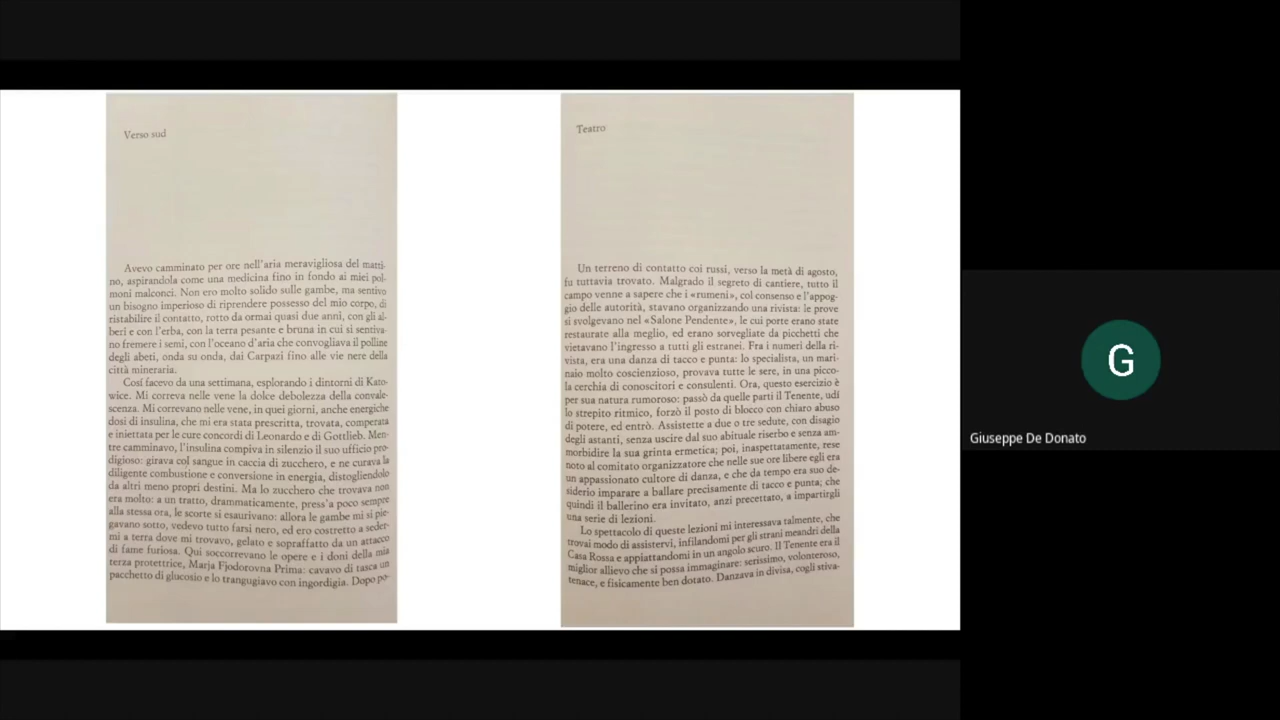 Verso sud
Avevo camminato per ore nell'aria meravigliosa del matti-
no, aspirandola come una medicina fino in fondo ai miei pol-
moni malconci. Non ero molto solido sulle gambe, ma sentivo
un bisogno imperioso di riprendere possesso del mio corpo, di
ristabilire il contatto, rotto da ormai quasi due anni, con gli al-
beri e con l'erba, con la terra pesante e bruna in cui si sentiva-
no fremere i semi, con l'oceano d'aria che convogliava il polline
degli abeti, onda su onda, dai Carpazi fino alle vie nere della
città mineraria.
Cosí facevo da una settimana, esplorando i dintorni di Kato-
wice. Mi correva nelle vene la dolce debolezza della convale-
scenza. Mi correvano nelle vene, in quei giorni, anche energiche
dosi di insulina, che mi era stata prescritta, trovata, comperata
e iniettata per le cure concordi di Leonardo e di Gottlieb. Men-
tre camminavo, l'insulina compiva in silenzio il suo ufficio pro-
digioso: girava col sangue in caccia di zucchero, e ne curava la
diligente combustione e conversione in energia, distogliendolo
da altri meno propri destini. Ma lo zucchero che trovava non
era molto: a un tratto, drammaticamente, press'a poco sempre
alla stessa ora, le scorte si esaurivano: allora le gambe mi si pie-
gavano sotto, vedevo tutto farsi nero, ed ero costretto a seder-
mi a terra dove mi trovavo, gelato e sopraffatto da un attacco
di fame furiosa. Qui soccorrevano le opere e i doni della mia
terza protettrice, Marja Fjodorovna Prima: cavavo di tasca un
pacchetto di glucosio e lo trangugiavo con ingordigia. Dopo po-
Teatro
Un terreno di contatto coi russi, verso la metà di agosto,
fu tuttavia trovato. Malgrado il segreto di cantiere, tutto il
campo venne a sapere che i «rumeni», col consenso e l'appog-
gio delle autorità, stavano organizzando una rivista: le prove
si svolgevano nel «Salone Pendente», le cui porte erano state
restaurate alla meglio, ed erano sorvegliate da picchetti che
vietavano l'ingresso a tutti gli estranei. Fra i numeri della ri-
vista, era una danza di tacco e punta: lo specialista, un mari-
naio molto coscienzioso, provava tutte le sere, in una picco-
la cerchia di conoscitori e consulenti. Ora, questo esercizio è
per sua natura rumoroso: passò da quelle parti il Tenente, udí
lo strepito ritmico, forzò il posto di blocco con chiaro abuso
di potere, ed entrò. Assistette a due o tre sedute, con disagio
degli astanti, senza uscire dal suo abituale riserbo e senza am-
morbidire la sua grinta ermetica; poi, inaspettatamente, rese
noto al comitato organizzatore che nelle sue ore libere egli era
un appassionato cultore di danza, e che da tempo era suo de-
siderio imparare a ballare precisamente di tacco e punta; che
quindi il ballerino era invitato, anzi precettato, a impartirgli
una serie di lezioni.
Lo spettacolo di queste lezioni mi interessava talmente, che
trovai modo di assistervi, infilandomi per gli strani meandri della
Casa Rossa e appiattandomi in un angolo scuro. Il Tenente era il
miglior allievo che si possa immaginare: serissimo, volonteroso,
tenace, e fisicamente ben dotato. Danzava in divisa, cogli stiva-
G
Giuseppe De Donato